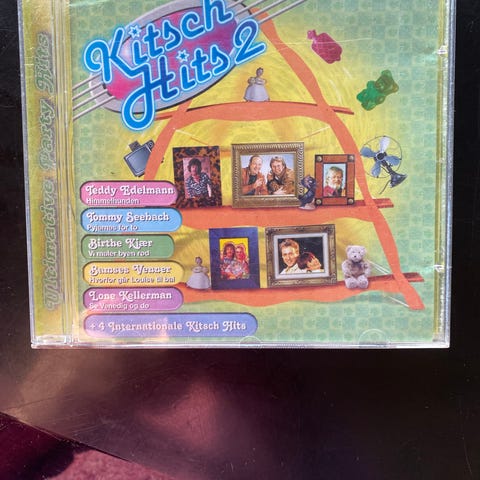 Kitsch
Hits 2
Ultimative Party Hits
Teddy Edelmann
Himmelhunden
Tommy Seebach
Pyjamas for to
Birthe Kjær
Vi maler byen rød
Bamses Venner
Hvorfor går Louise til bal
Lone Kellerman
Se Venedig og dø
+ 4 Internationale Kitsch Hits